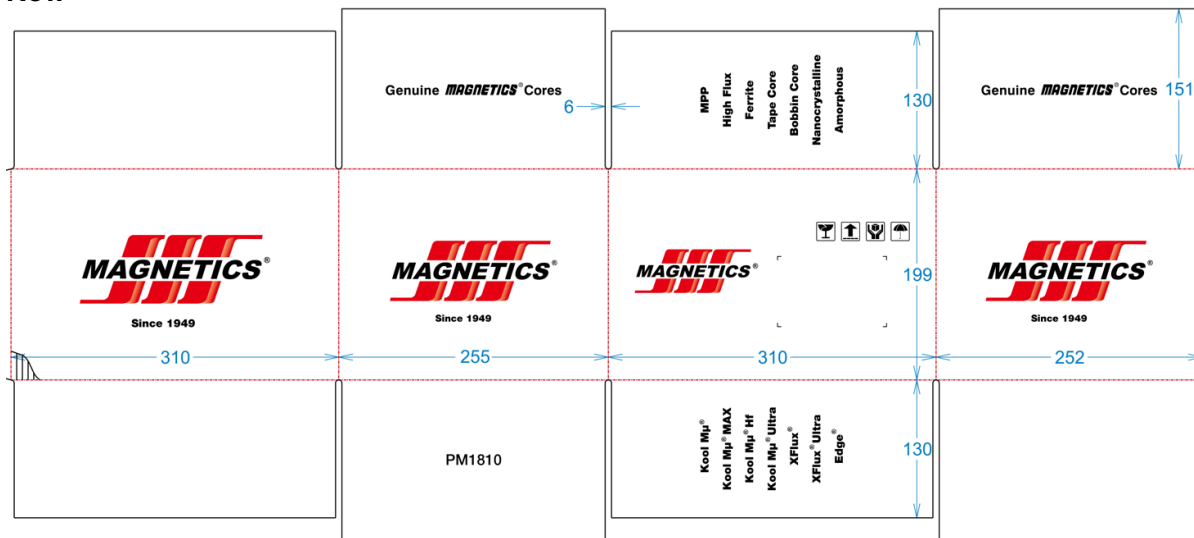 Genuine MAGNETICS® Cores
6
MPP
High Flux
Ferrite
Tape Core
Bobbin Core
Nanocrystalline
Amorphous
130
Genuine MAGNETICS® Cores
151
MAGNETICS®
Since 1949
MAGNETICS®
Since 1949
MAGNETICS®
199
MAGNETICS®
Since 1949
310
255
310
252
PM1810
Kool Mµ®
Kool Mµ® MAX
Kool Mµ® Hf
Kool Mµ® Ultra
XFlux®
XFlux® Ultra
Edge®
130